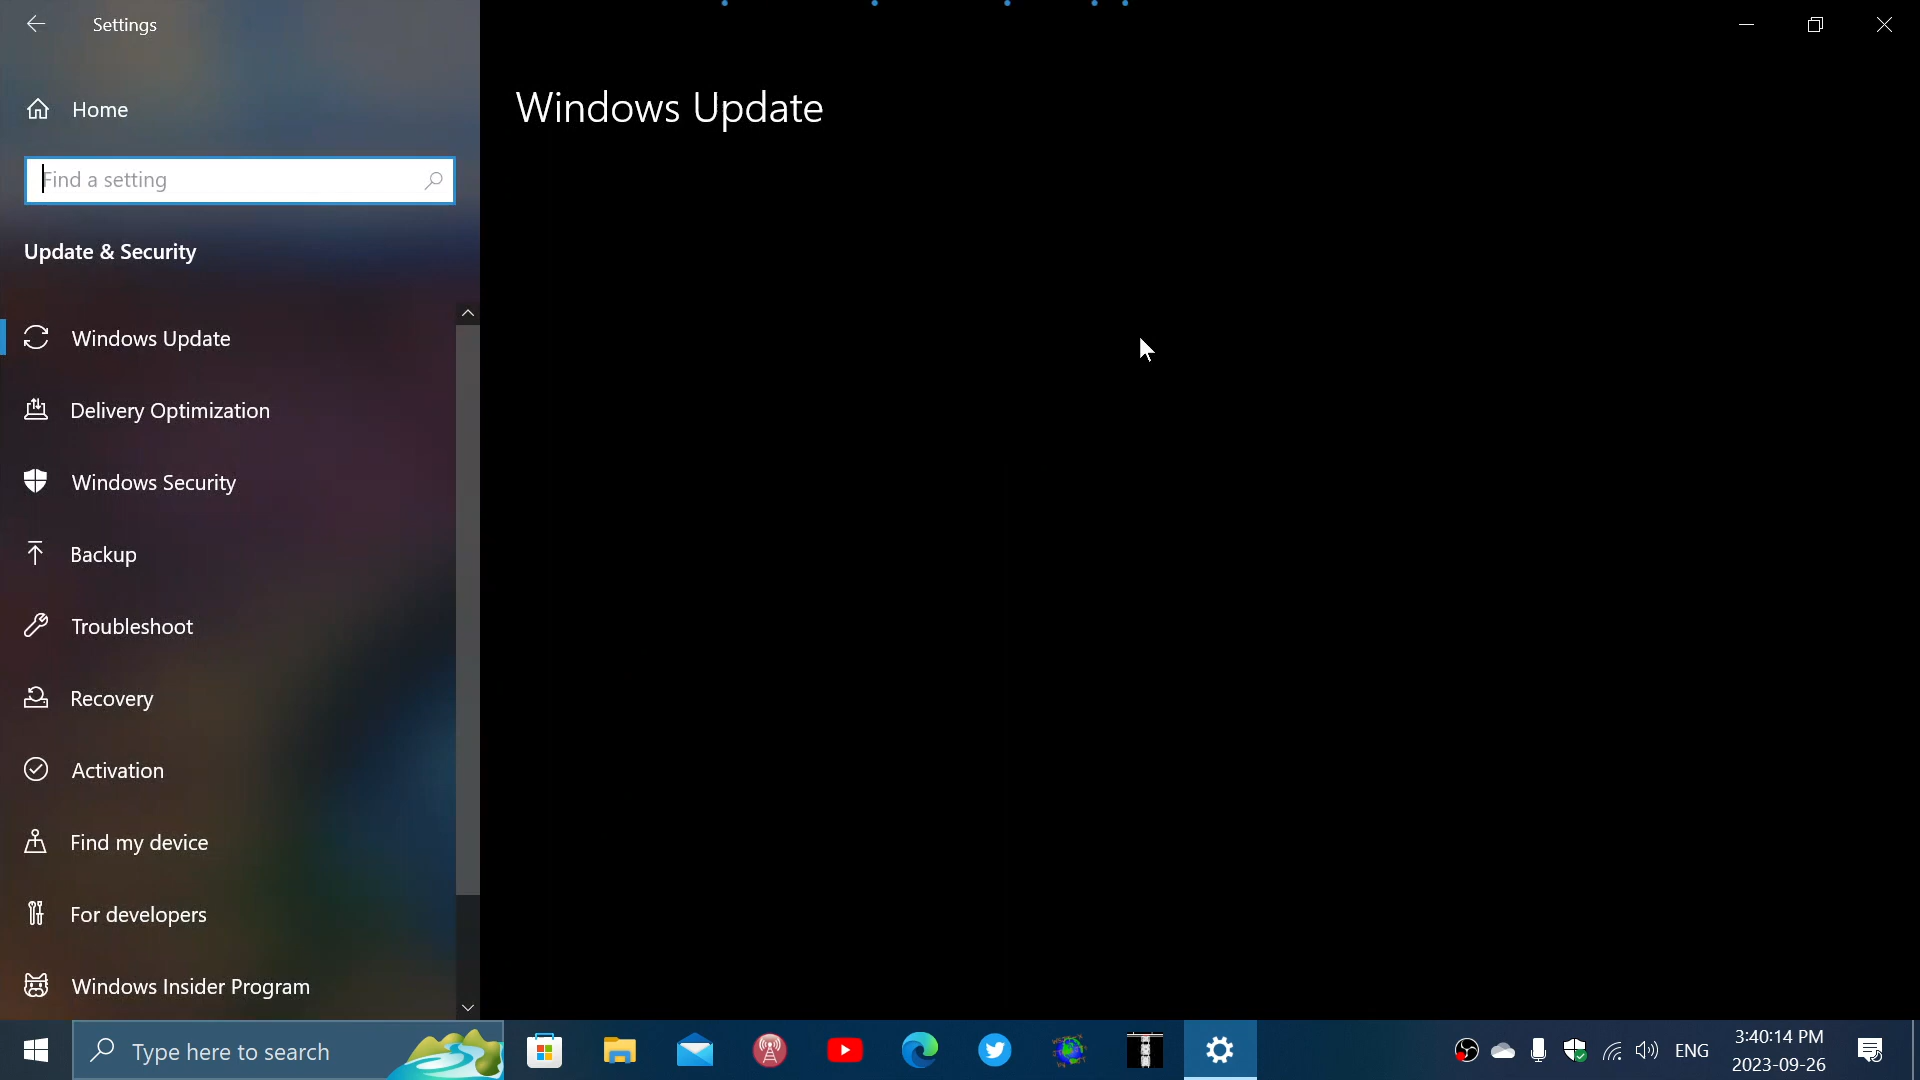 Settings
Home
Find a setting
Update & Security
Windows Update
Delivery Optimization
Windows Security
Backup
Troubleshoot
Recovery
Activation
Find my device
For developers
Windows Insider Program
Windows Update
Type here to search
ENG
3:40:14 PM
2023-09-26